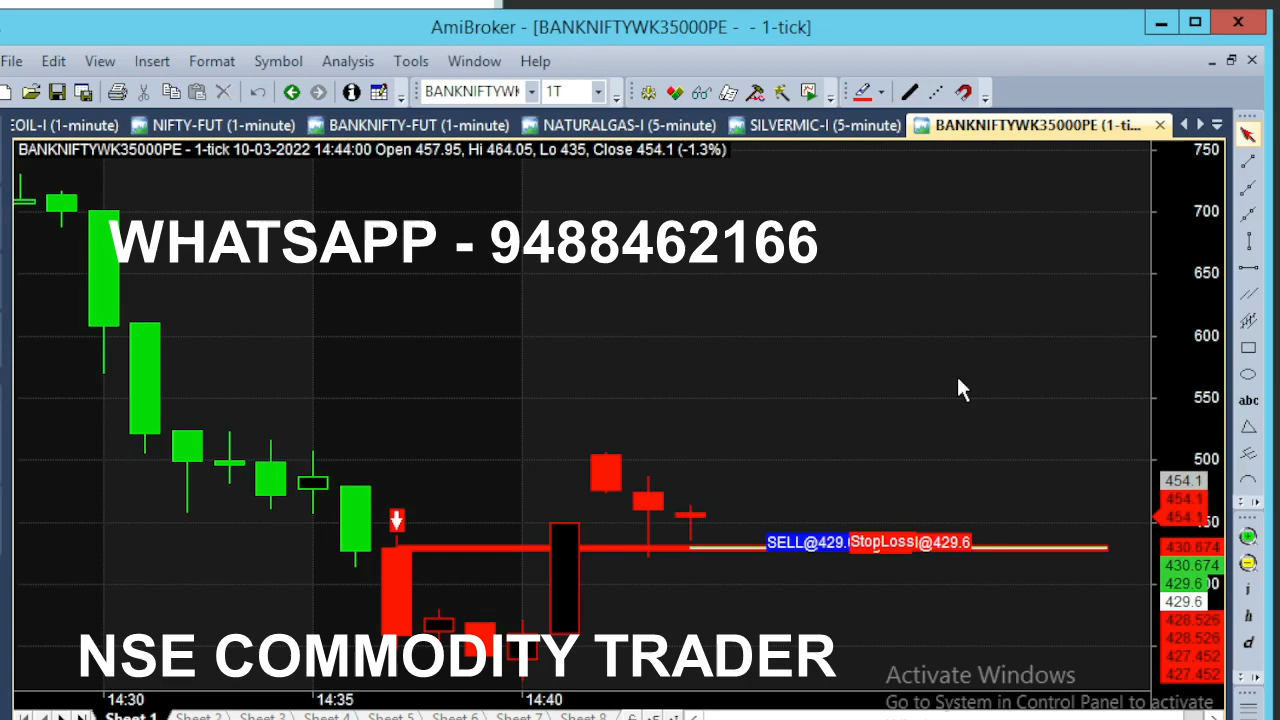 AmiBroker - [BANKNIFTYWK35000PE - - 1-tick]
File Edit View Insert Format Symbol Analysis Tools Window Help
BANKNIFTYWK 1T
EOIL-I (1-minute) NIFTY-FUT (1-minute) BANKNIFTY-FUT (1-minute) NATURALGAS-I (5-minute) SILVERMIC-I (5-minute) BANKNIFTYWK35000PE (1-ti...
BANKNIFTYWK35000PE - 1-tick 10-03-2022 14:44:00 Open 457.95, Hi 464.05, Lo 435, Close 454.1 (-1.3%)
750
700
WHATSAPP - 9488462166
650
600
550
abc
500
454.1
454.1
454.1
SELL@429. StopLoss @429.6
430.674
430.674
429.6
429.6
428.526
428.526
427.452
427.452
NSE COMMODITY TRADER
Activate Windows
Go to System in Control Panel to activate
14:30 14:35 14:40
Sheet 1 Sheet 2 Sheet 3 Sheet 4 Sheet 5 Sheet 6 Sheet 7 Sheet 8